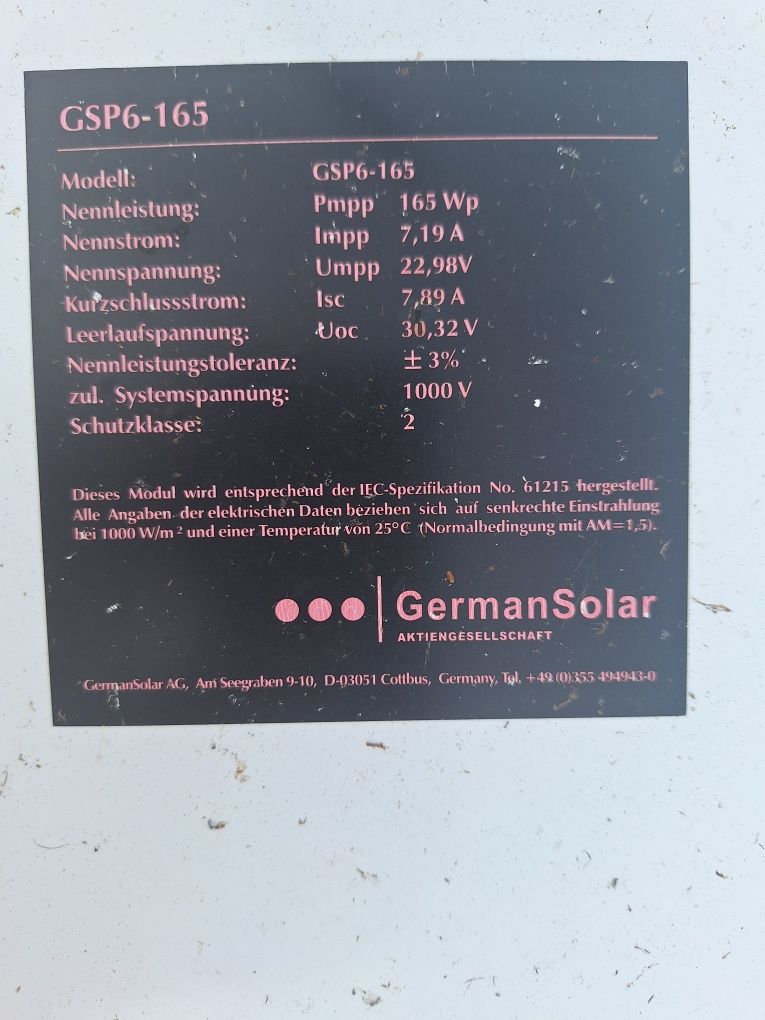 GSP6-165
Modell: GSP6-165
Nennleistung: Pmpp 165 Wp
Nennstrom: Impp 7,19 A
Nennspannung: Umpp 22,98V
Kurzschlussstrom: Isc 7,89 A
Leerlaufspannung: Uoc 30,32 V
Nennleistungstoleranz: ± 3%
zul. Systemspannung: 1000 V
Schutzklasse: 2
Dieses Modul wird entsprechend der IEC-Spezifikation No. 61215 hergestellt.
Alle Angaben der elektrischen Daten beziehen sich auf senkrechte Einstrahlung
bei 1000 W/m² und einer Temperatur von 25°C (Normalbedingung mit AM=1,5).
GermanSolar
AKTIENGESELLSCHAFT
GermanSolar AG, Am Seegraben 9-10, D-03051 Cottbus, Germany, Tel. +49 (0)355 494943-0